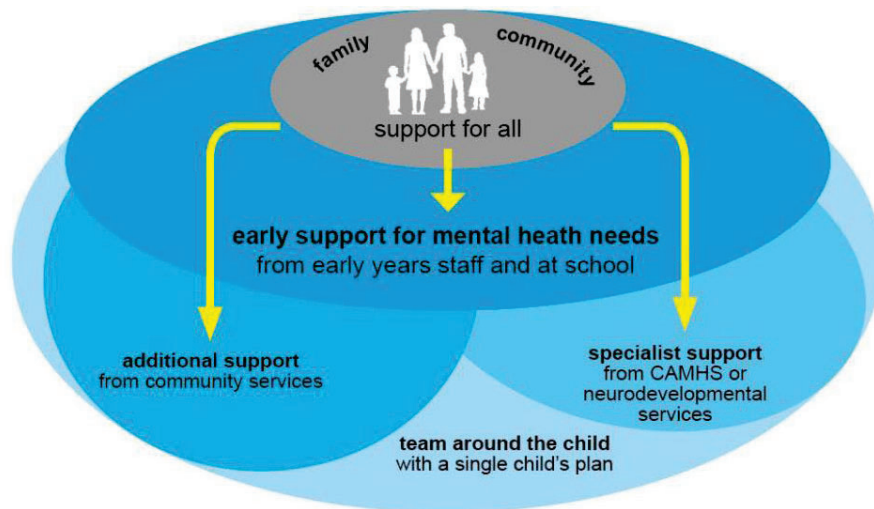 family
community
support for all
early support for mental heath needs
from early years staff and at school
additional support
from community services
specialist support
from CAMHS or
neurodevelopmental
services
team around the child
with a single child's plan